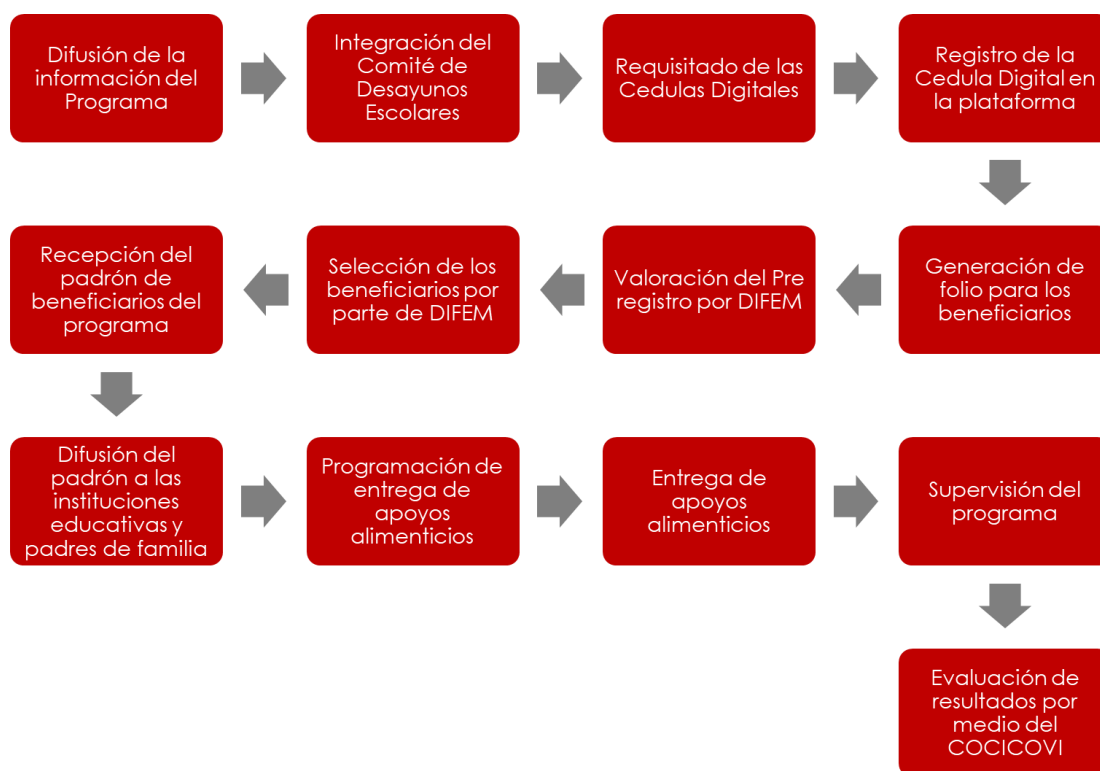 Difusión de la
información del
Programa
Integración del
Comité de
Desayunos
Escolares
Requisitado de las
Cedulas Digitales
Registro de la
Cedula Digital en
la plataforma
Generación de
folio para los
beneficiarios
Valoración del Pre
registro por DIFEM
Selección de los
beneficiarios por
parte de DIFEM
Recepción del
padrón de
beneficiarios del
programa
Difusión del
padrón a las
instituciones
educativas y
padres de familia
Programación de
entrega de
apoyos
alimenticios
Entrega de
apoyos
alimenticios
Supervisión del
programa
Evaluación de
resultados por
medio del
COCICOVI